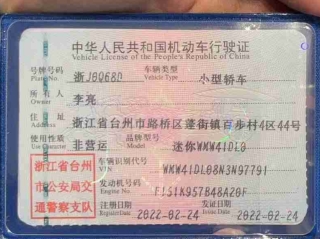 中华人民共和国机动车行驶证
Vehicle License of the People's Republic of China
号牌号码 浙JBQ68D 车辆类型 小型轿车
Plate No. Vehicle Type
所有人 李亮
Owner
住址 浙江省台州市路桥区蓬街镇百步村4区44号
Address
使用性质 非营运 品牌型号 迷你WMW41DL0
Use Character Model
浙江省台州
市公安局交
通警察支队
车辆识别代号 WMW41DL08N3N97791
VIN
发动机号码
Engine No.
注册日期 2022-02-24 发证日期 2022-02-24
Register Date Issue Date